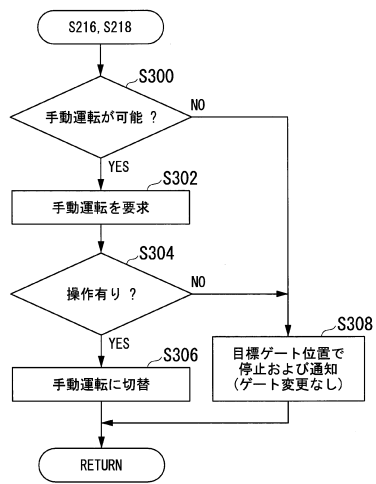 S216, S218
S300
手動運転が可能 ?
NO
YES
S302
手動運転を要求
S304
操作有り ?
NO
YES
S306
手動運転に切替
S308
目標ゲート位置で
停止および通知
(ゲート変更なし)
RETURN